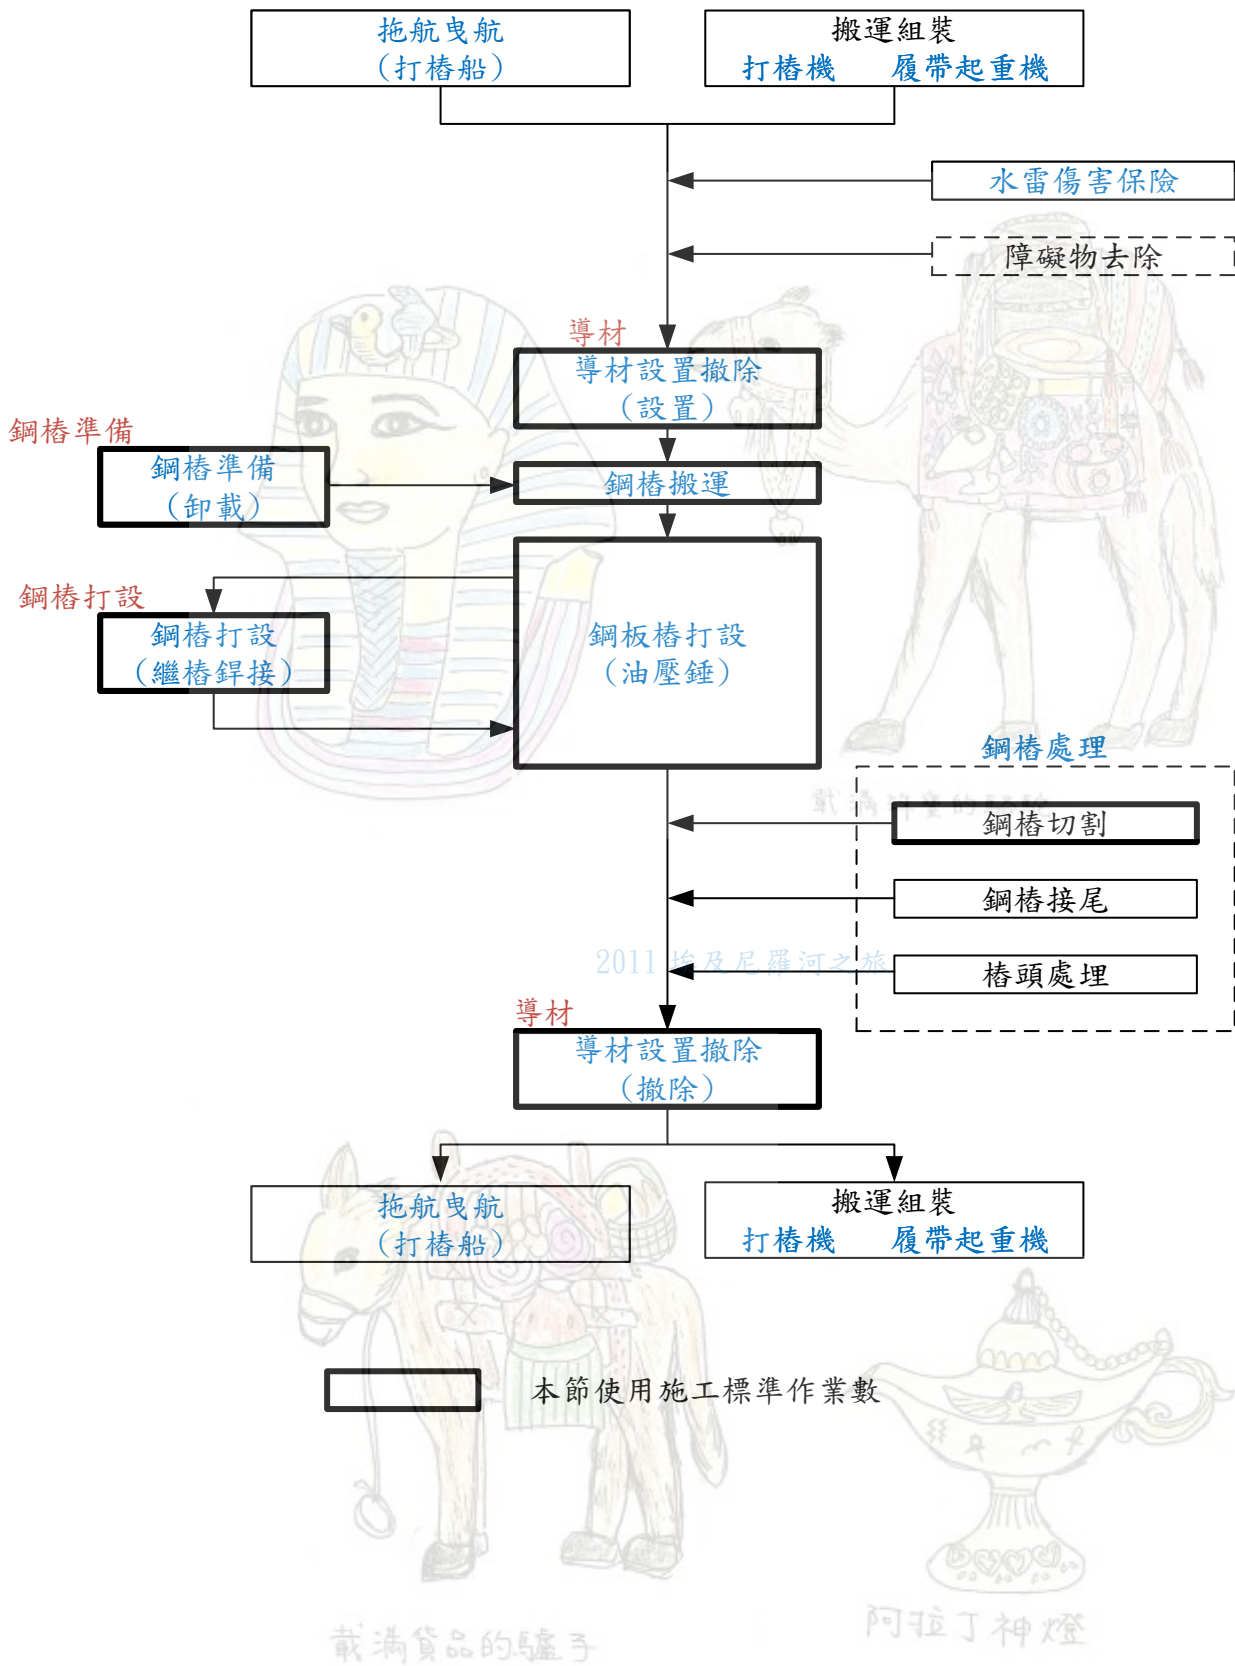 拖航曳航
（打樁船）
搬運組裝
打樁機　　履帶起重機
水雷傷害保險
障礙物去除
導材
導材設置撤除
（設置）
鋼樁準備
鋼樁準備
（卸載）
鋼樁搬運
鋼樁打設
鋼樁打設
（繼樁銲接）
鋼板樁打設
（油壓錘）
鋼樁處理
鋼樁切割
鋼樁接尾
2011 埃及尼羅河之旅
樁頭處理
導材
導材設置撤除
（撤除）
拖航曳航
（打樁船）
搬運組裝
打樁機　　履帶起重機
本節使用施工標準作業數
載滿貨品的驢子
阿拉丁神燈